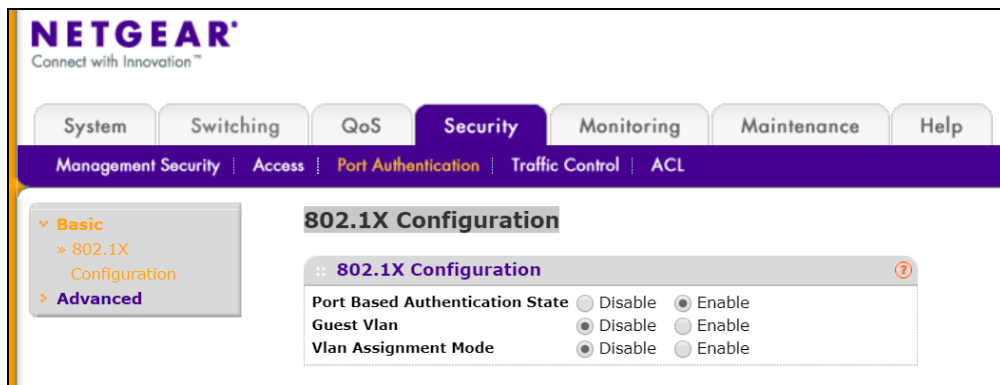 NETGEAR®
Connect with Innovation™
System Switching QoS Security Monitoring Maintenance Help
Management Security Access Port Authentication Traffic Control ACL
Basic
» 802.1X
Configuration
Advanced
802.1X Configuration
802.1X Configuration ?
Port Based Authentication State Disable Enable
Guest Vlan Disable Enable
Vlan Assignment Mode Disable Enable